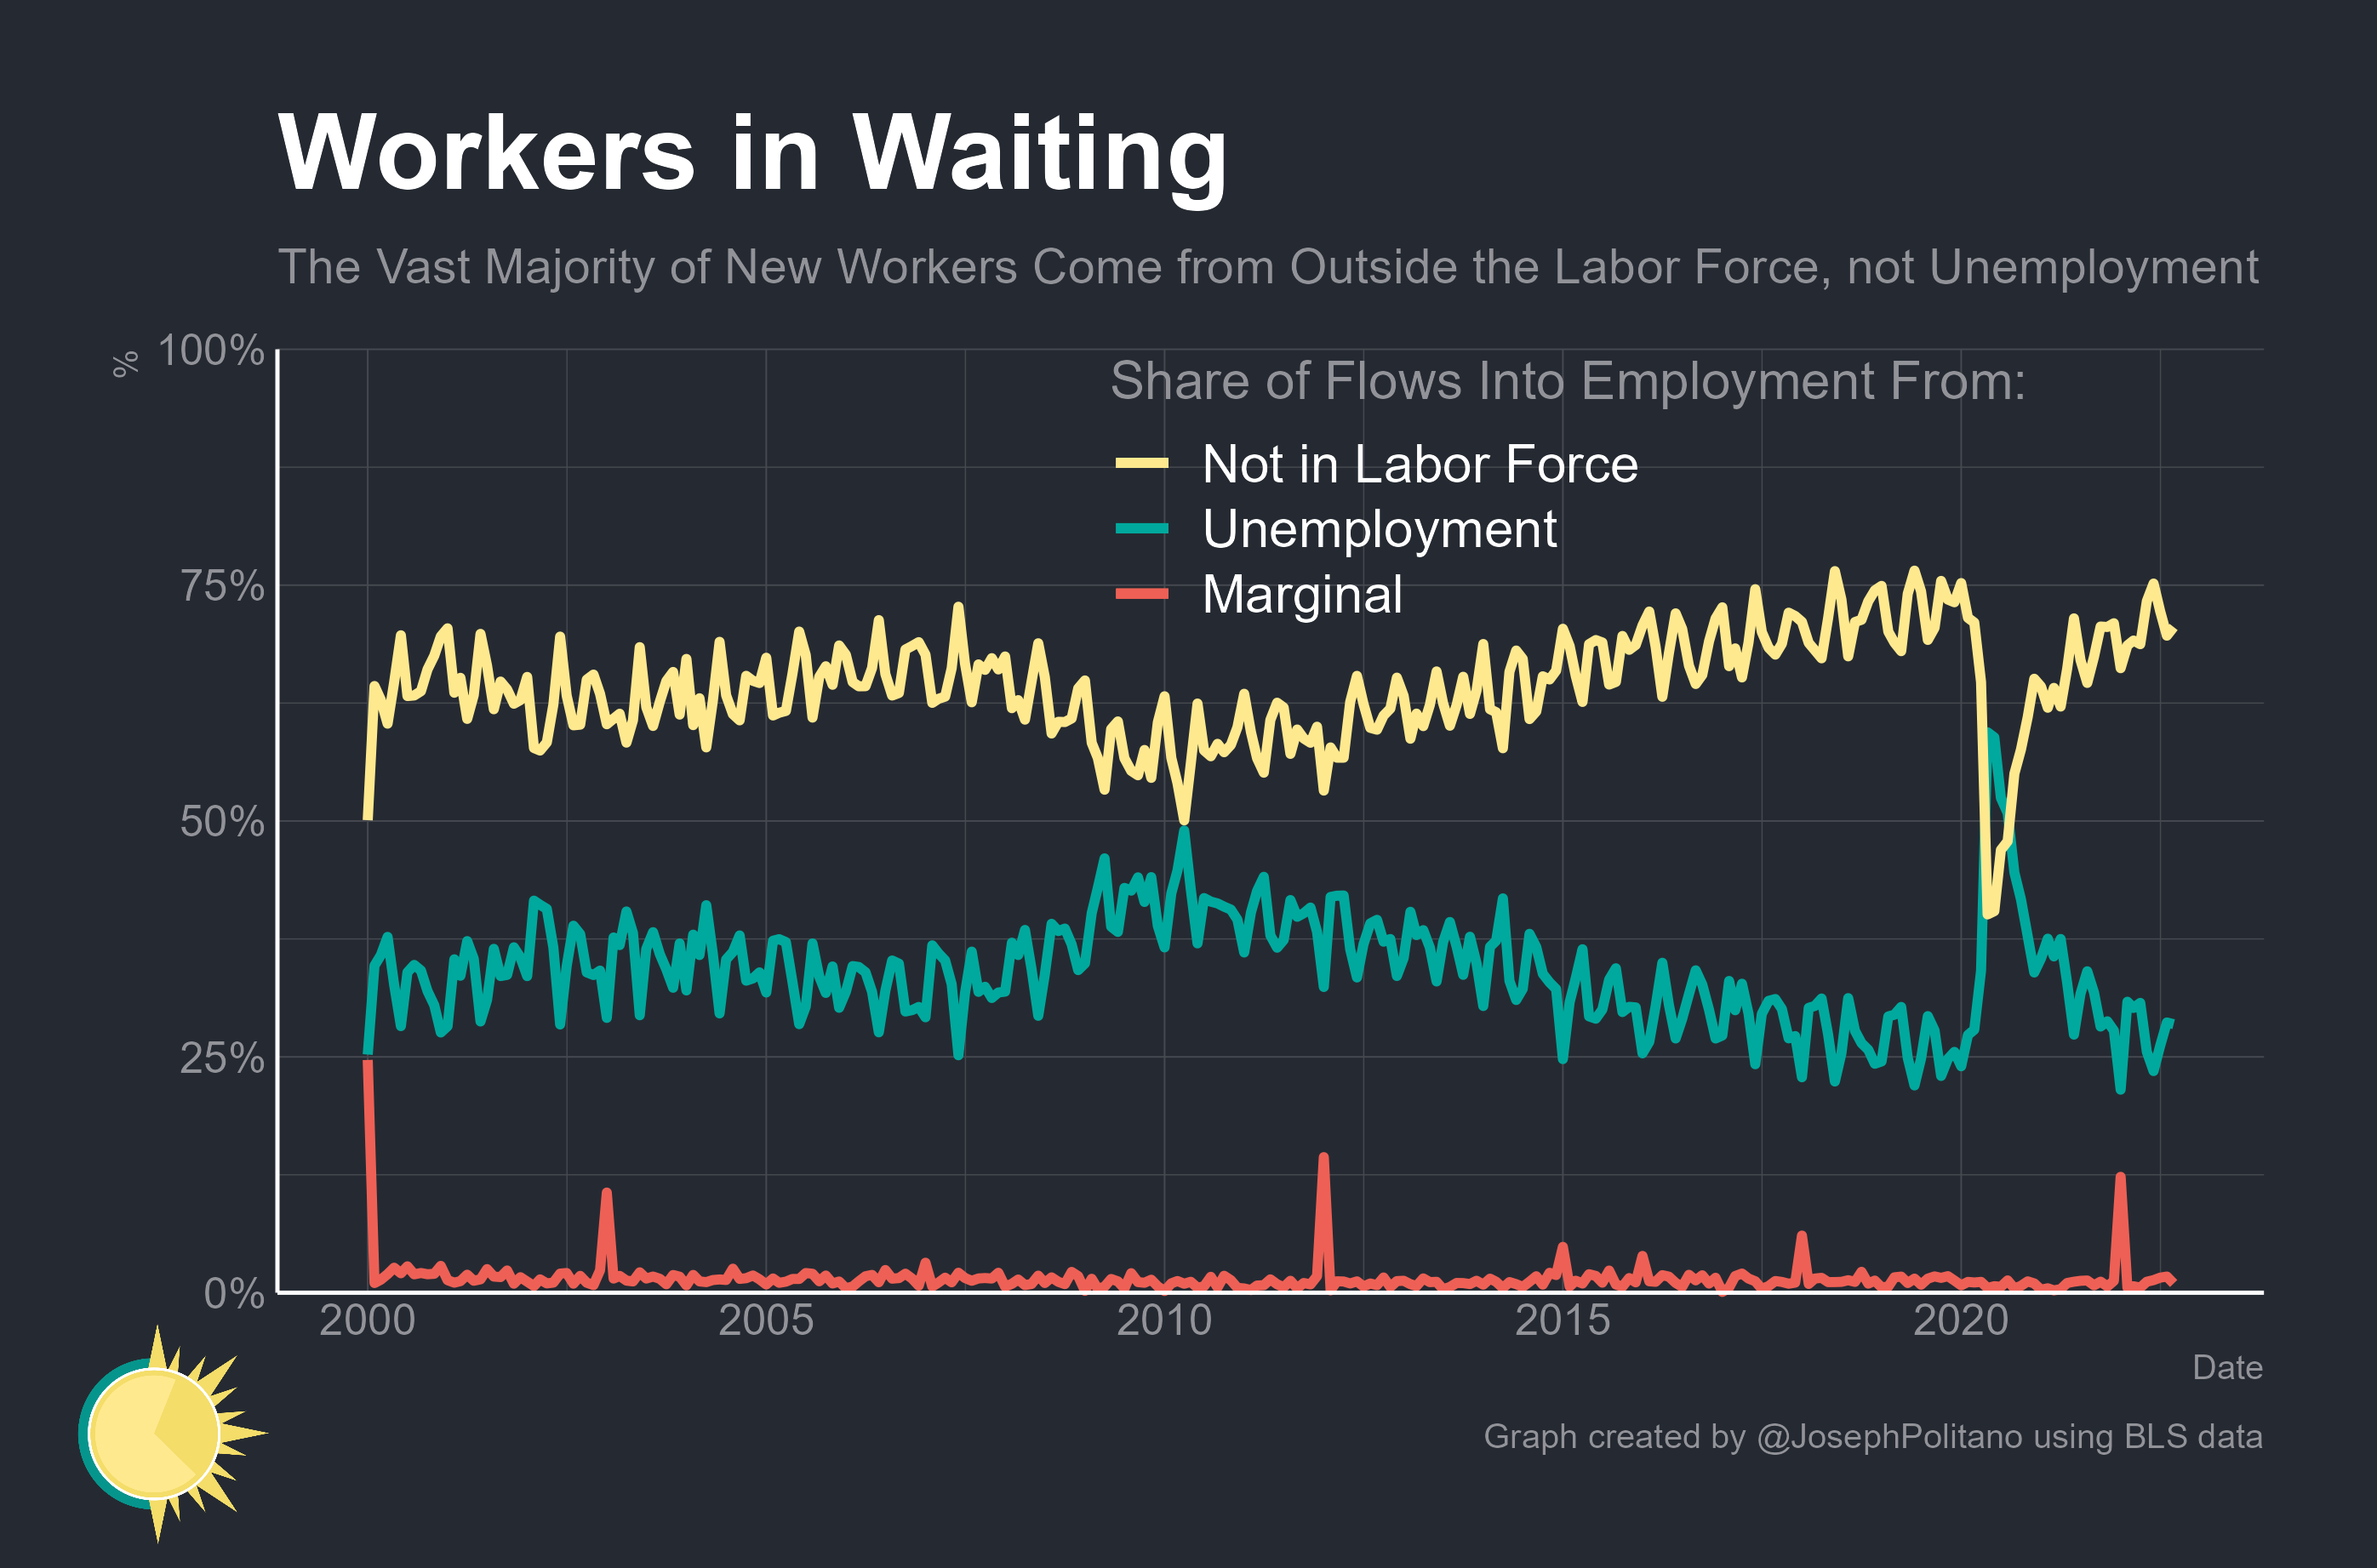 Workers in Waiting
The Vast Majority of New Workers Come from Outside the Labor Force, not Unemployment
%
100%
75%
50%
25%
0%
Share of Flows Into Employment From:
Not in Labor Force
Unemployment
Marginal
2000 2005 2010 2015 2020
Date
Graph created by @JosephPolitano using BLS data